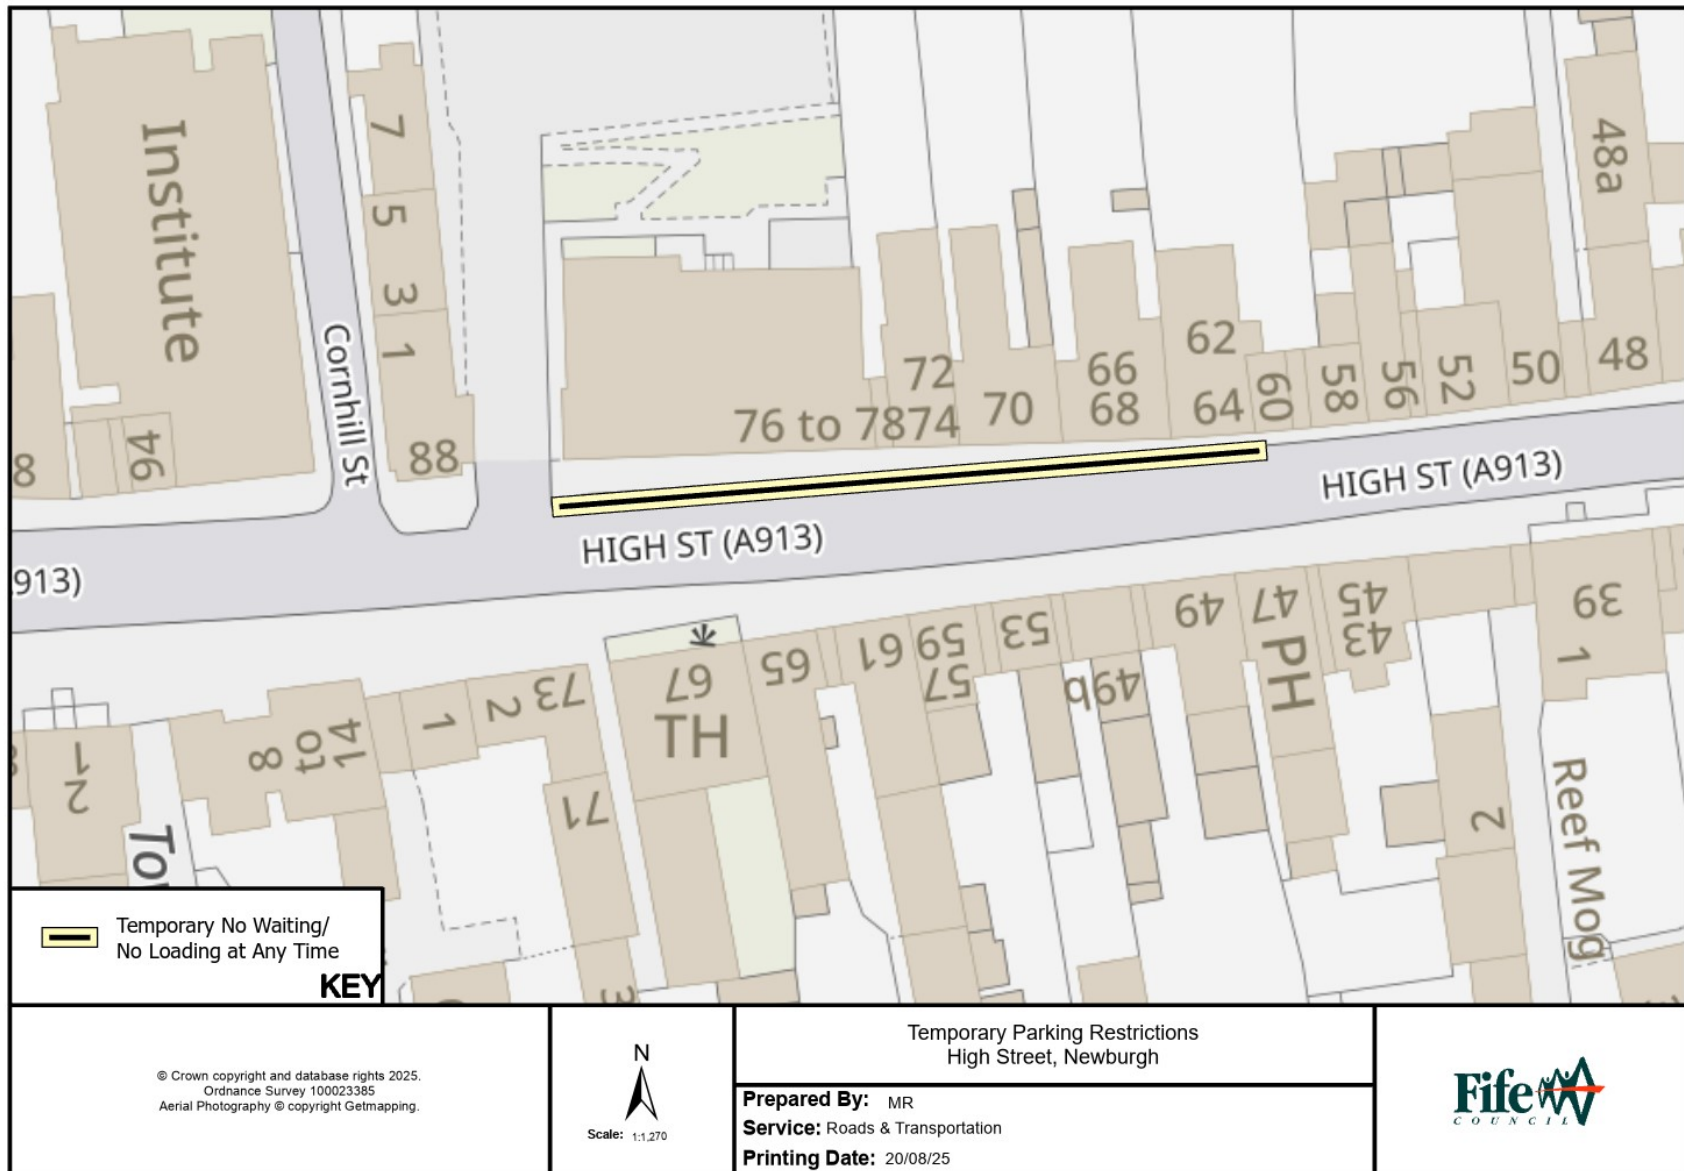 Institute
7
5
3
1
Cornhill St
94
8
88
76 to 78
74
72
70
66
68
62
64
60
58
56
52
50
48
48a
HIGH ST (A913)
HIGH ST (A913)
913)
39
1
45
43
47
PH
49
49b
53
59
57
61
65
67
TH
73
2
1
71
14
to
8
1
2
2
Reef Mog
3
Temporary No Waiting/
No Loading at Any Time
KEY
© Crown copyright and database rights 2025.
Ordnance Survey 100023385
Aerial Photography © copyright Getmapping.
N
Scale: 1:1,270
Temporary Parking Restrictions
High Street, Newburgh
Prepared By: MR
Service: Roads & Transportation
Printing Date: 20/08/25
Fife
COUNCIL